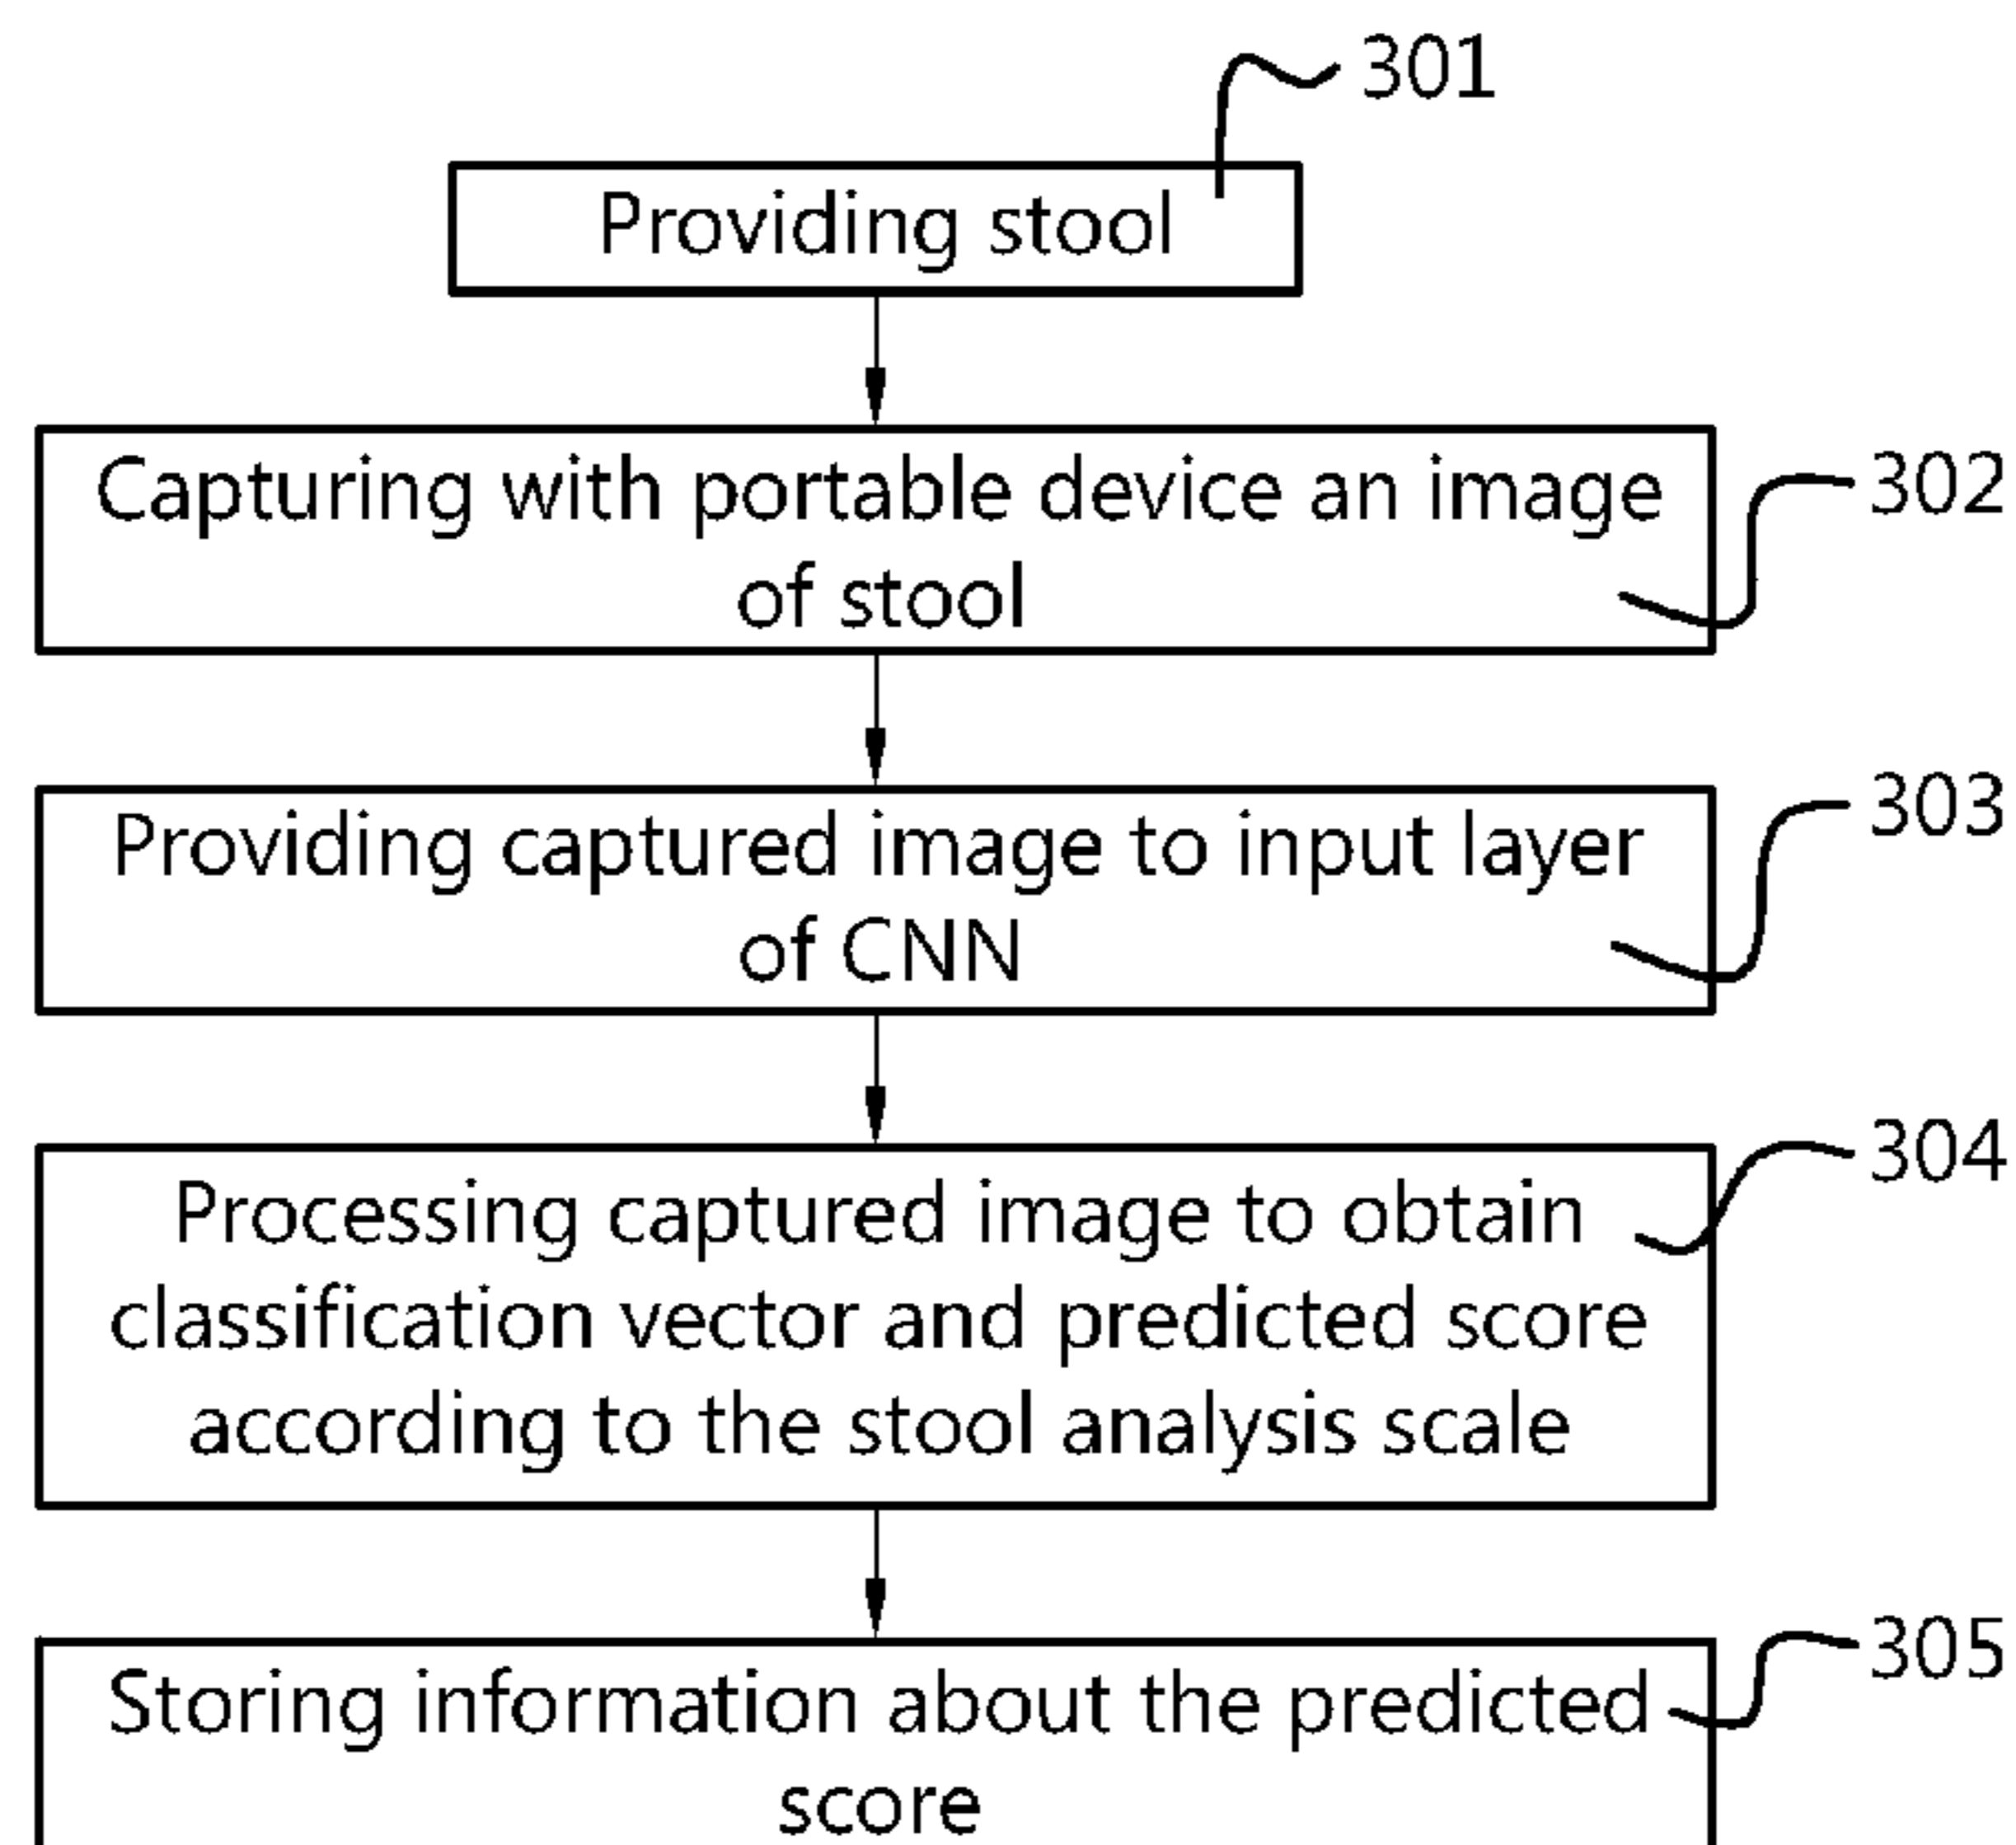 301
Providing stool
Capturing with portable device an image
of stool
302
Providing captured image to input layer
of CNN
303
Processing captured image to obtain
classification vector and predicted score
according to the stool analysis scale
304
Storing information about the predicted
score
305